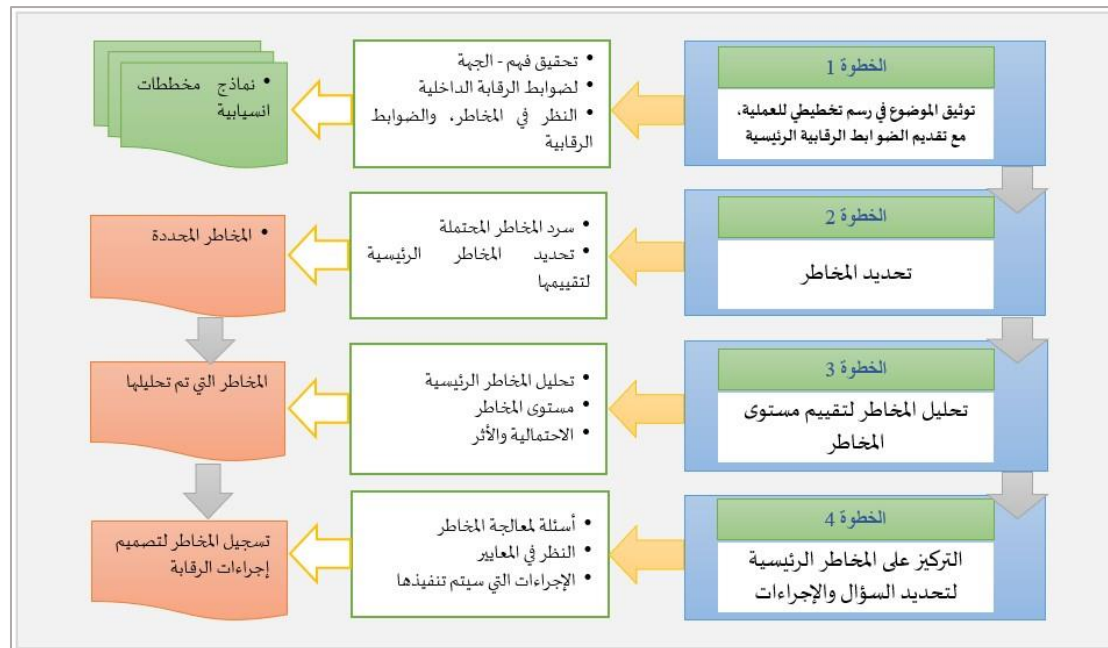 الخطوة 1
توثيق الموضوع في رسم تخطيطي للعملية،
مع تقديم الضوابط الرقابية الرئيسية
• تحقيق فهم - الجهة
لضوابط الرقابة الداخلية
• النظر في المخاطر، والضوابط
الرقابية
• نماذج مخططات
انسيابية
الخطوة 2
تحديد المخاطر
• سرد المخاطر المحتملة
• تحديد المخاطر الرئيسية
لتقييمها
• المخاطر المحددة
الخطوة 3
تحليل المخاطر لتقييم مستوى
المخاطر
• تحليل المخاطر الرئيسية
• مستوى المخاطر
• الاحتمالية والأثر
المخاطر التي تم تحليلها
الخطوة 4
التركيز على المخاطر الرئيسية
لتحديد السؤال والإجراءات
• أسئلة لمعالجة المخاطر
• النظر في المعايير
• الإجراءات التي سيتم تنفيذها
تسجيل المخاطر لتصميم
إجراءات الرقابة